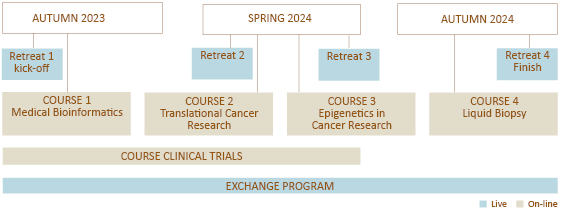 AUTUMN 2023
SPRING 2024
AUTUMN 2024
Retreat 1
kick-off
Retreat 2
Retreat 3
Retreat 4
Finish
COURSE 1
Medical Bioinformatics
COURSE 2
Translational Cancer
Research
COURSE 3
Epigenetics in
Cancer Research
COURSE 4
Liquid Biopsy
COURSE CLINICAL TRIALS
EXCHANGE PROGRAM
Live
On-line